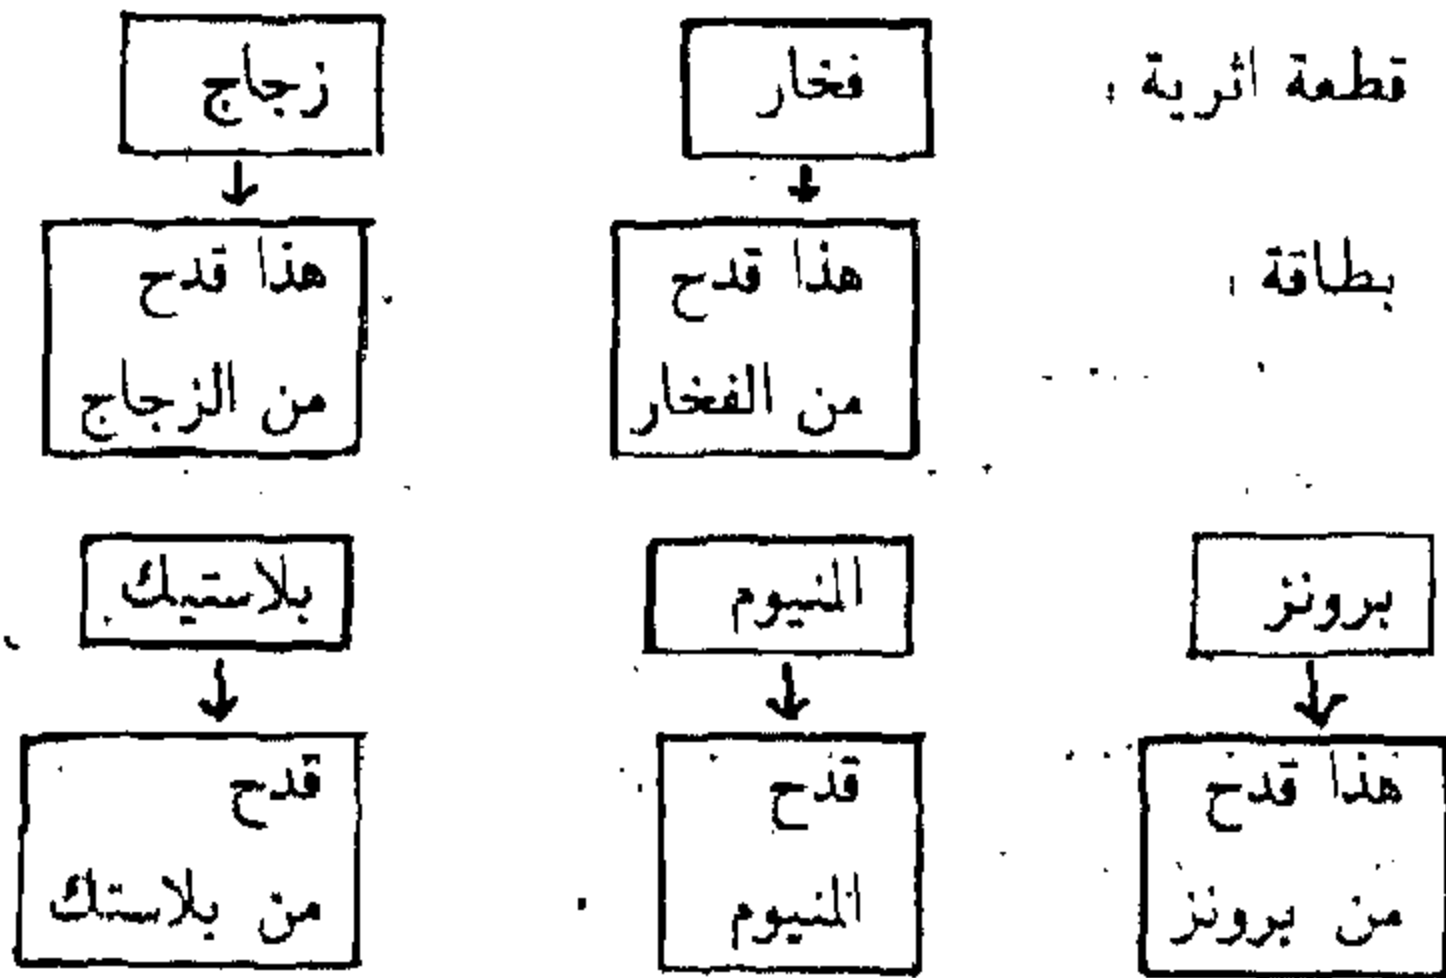 قطعة اثرية :
فخار
زجاج
بطاقة :
هذا قدح
من الفخار
هذا قدح
من الزجاج
برونز
المنيوم
بلاستيك
هذا قدح
من برونز
قدح
المنيوم
قدح
من بلاستك